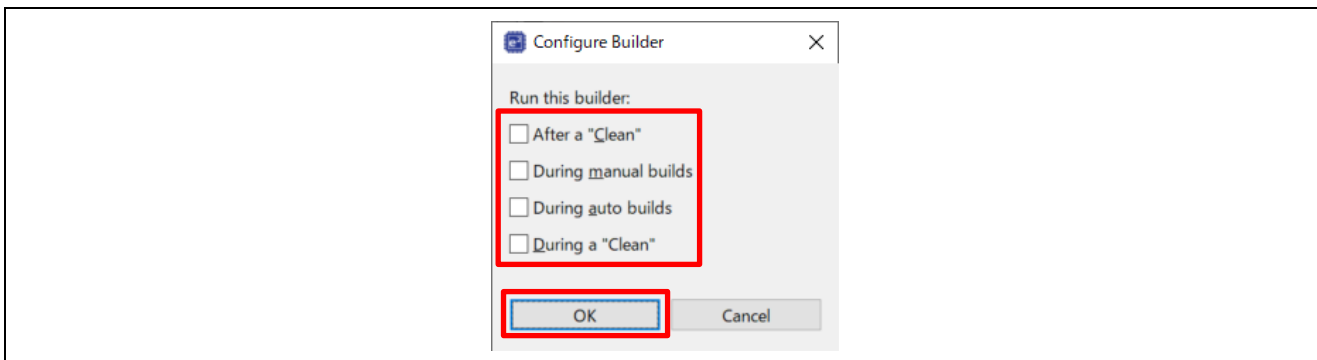 Configure Builder
Run this builder:
After a "Clean"
During manual builds
During auto builds
During a "Clean"
OK Cancel